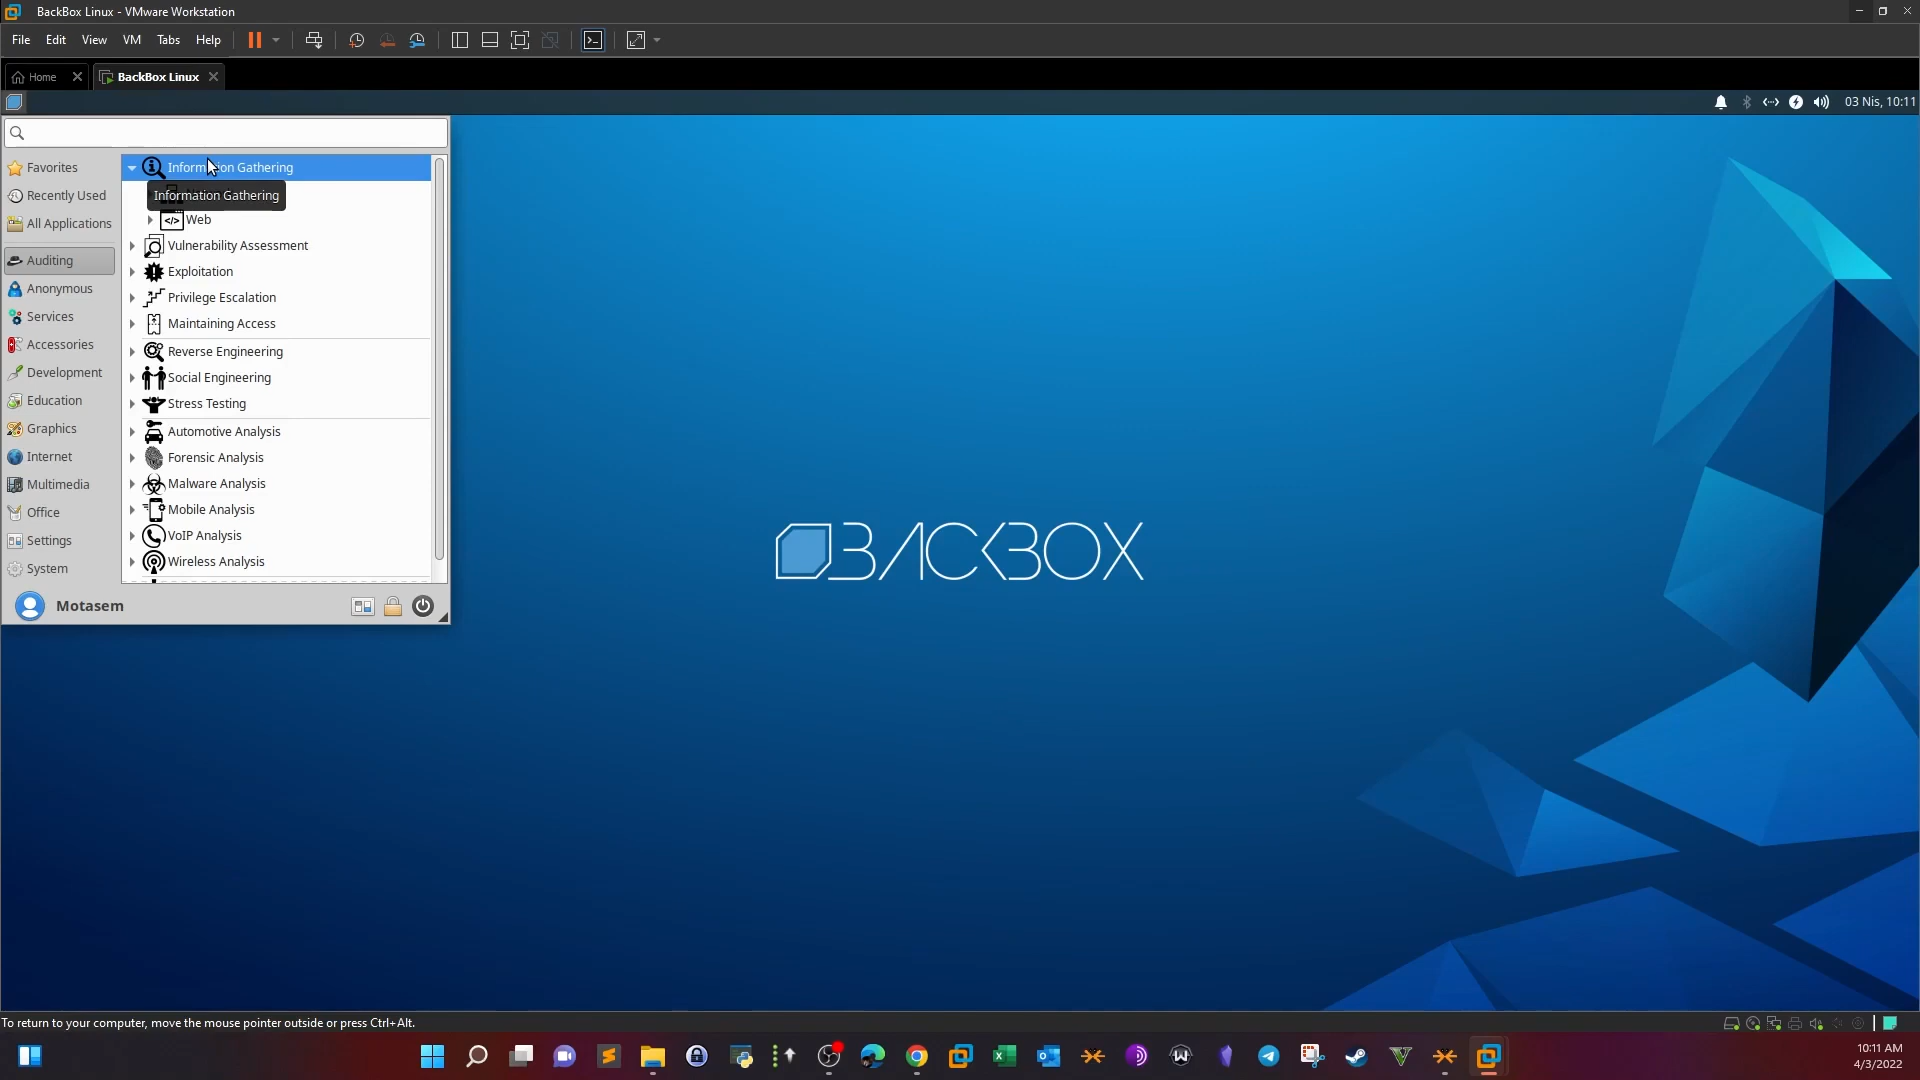 BackBox Linux - VMware Workstation
File Edit View VM Tabs Help
Home BackBox Linux
03 Nis, 10:11
Favorites
Recently Used
All Applications
Auditing
Anonymous
Services
Accessories
Development
Education
Graphics
Internet
Multimedia
Office
Settings
System
Information Gathering
Information Gathering
Web
Vulnerability Assessment
Exploitation
Privilege Escalation
Maintaining Access
Reverse Engineering
Social Engineering
Stress Testing
Automotive Analysis
Forensic Analysis
Malware Analysis
Mobile Analysis
VoIP Analysis
Wireless Analysis
Motasem
BACKBOX
To return to your computer, move the mouse pointer outside or press Ctrl+Alt.
10:11 AM
4/3/2022